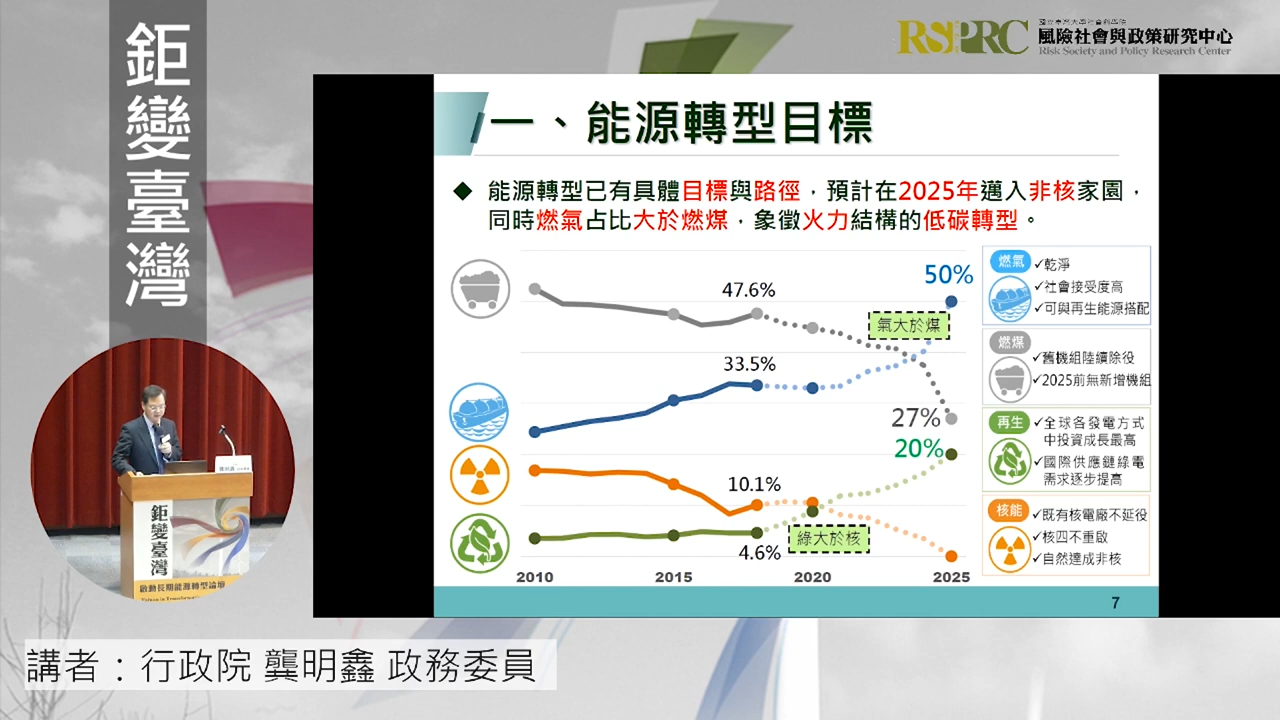 鉅變臺灣
RSPRC
國立臺灣大學社會科學院
風險社會與政策研究中心
Risk Society and Policy Research Center
一、能源轉型目標
◆ 能源轉型已有具體目標與路徑，預計在2025年邁入非核家園，
同時燃氣占比大於燃煤，象徵火力結構的低碳轉型。
50%
47.6%
氣大於煤
33.5%
27%
20%
10.1%
綠大於核
4.6%
2010 2015 2020 2025
燃氣
✓乾淨
✓社會接受度高
✓可與再生能源搭配
燃煤
✓舊機組陸續除役
✓2025前無新增機組
再生
✓全球各發電方式
中投資成長最高
✓國際供應鏈綠電
需求逐步提高
核能
✓既有核電廠不延役
✓核四不重啟
✓自然達成非核
7
鉅變臺灣
啟動長期能源轉型論壇
講者：行政院 龔明鑫 政務委員